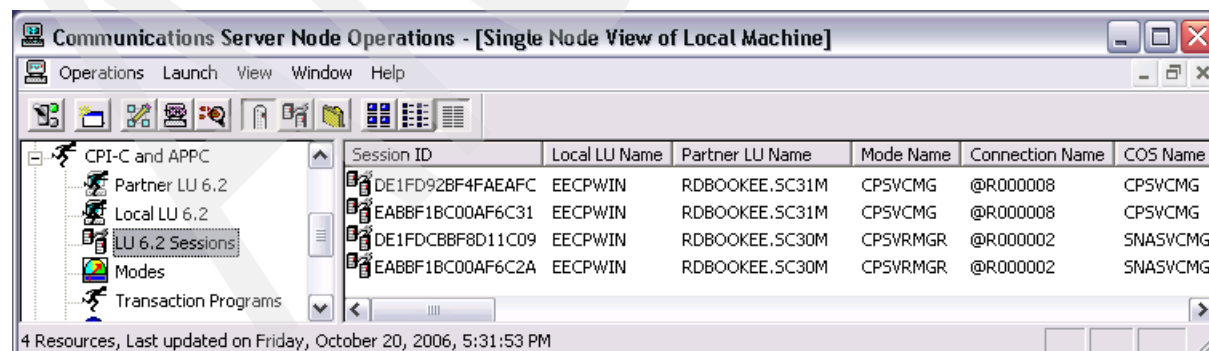 Communications Server Node Operations - [Single Node View of Local Machine]
Operations Launch View Window Help
CPI-C and APPC
Partner LU 6.2
Local LU 6.2
LU 6.2 Sessions
Modes
Transaction Programs
Session ID Local LU Name Partner LU Name Mode Name Connection Name COS Name
DE1FD92BF4FAEAFC EECPWIN RDBOOKEE.SC31M CPSVCMG @R000008 CPSVCMG
EABBF1BC00AF6C31 EECPWIN RDBOOKEE.SC31M CPSVCMG @R000008 CPSVCMG
DE1FDCBBF8D11C09 EECPWIN RDBOOKEE.SC30M CPSVRMGR @R000002 SNASVCMG
EABBF1BC00AF6C2A EECPWIN RDBOOKEE.SC30M CPSVRMGR @R000002 SNASVCMG
4 Resources, Last updated on Friday, October 20, 2006, 5:31:53 PM